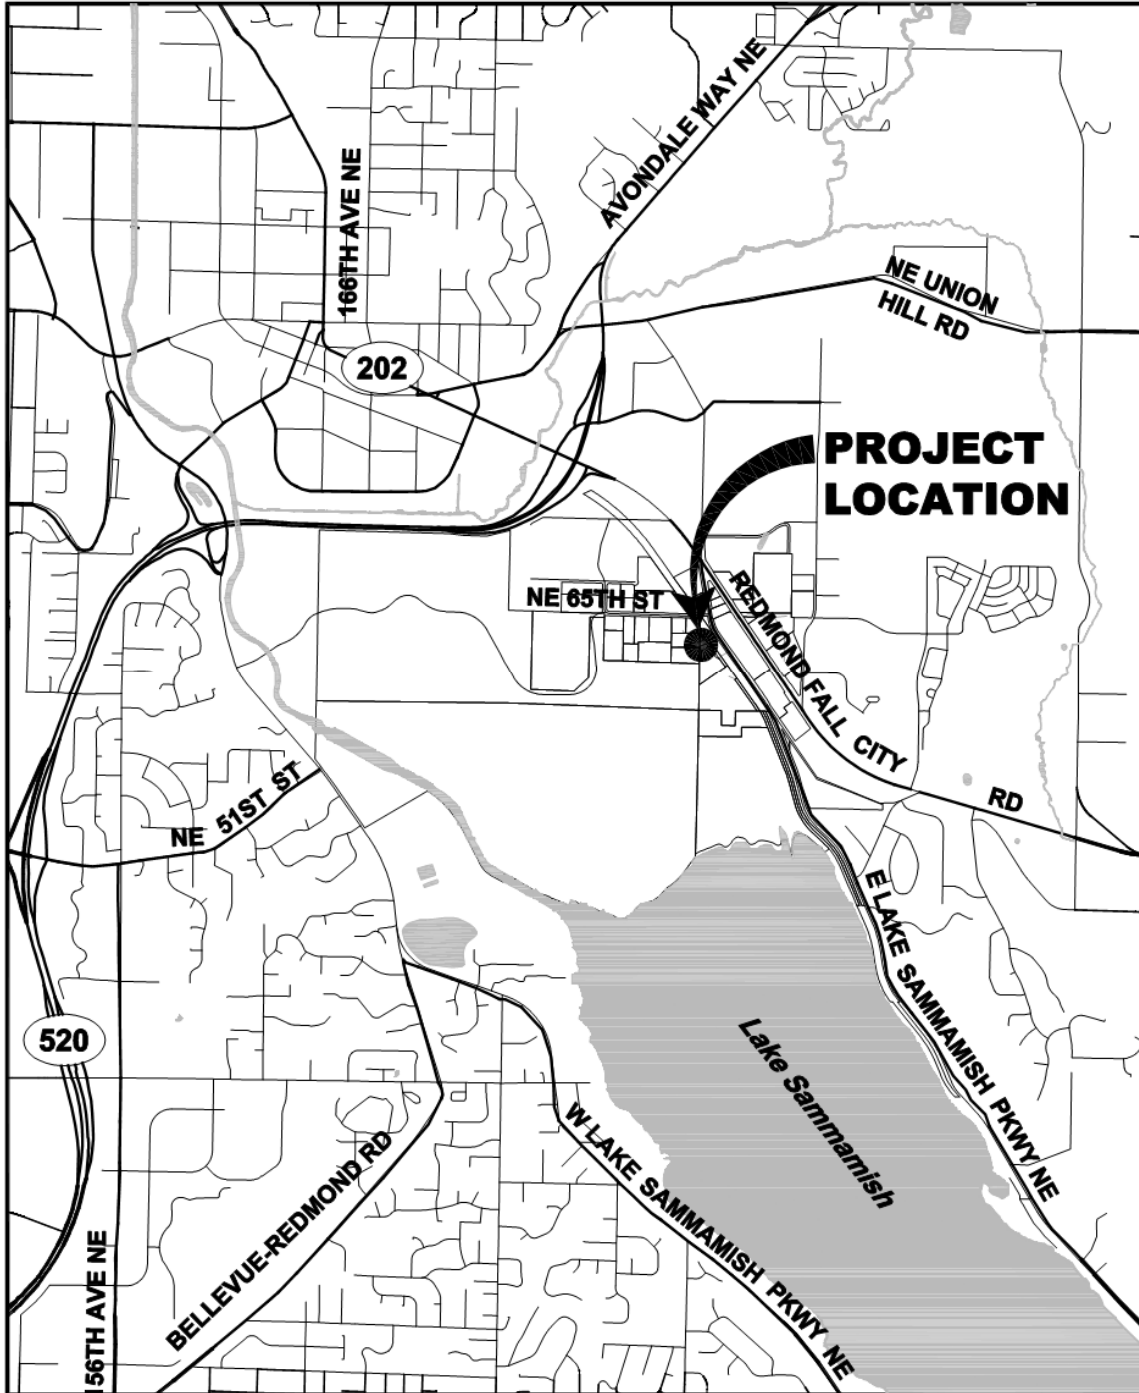 AVONDALE WAY NE
166TH AVE NE
NE UNION
HILL RD
202
PROJECT
LOCATION
NE 65TH ST
REDMOND FALL CITY RD
NE 51ST ST
E LAKE SAMMAMISH PKWY NE
520
Lake Sammamish
W LAKE SAMMAMISH PKWY NE
BELLEVUE-REDMOND RD
156TH AVE NE